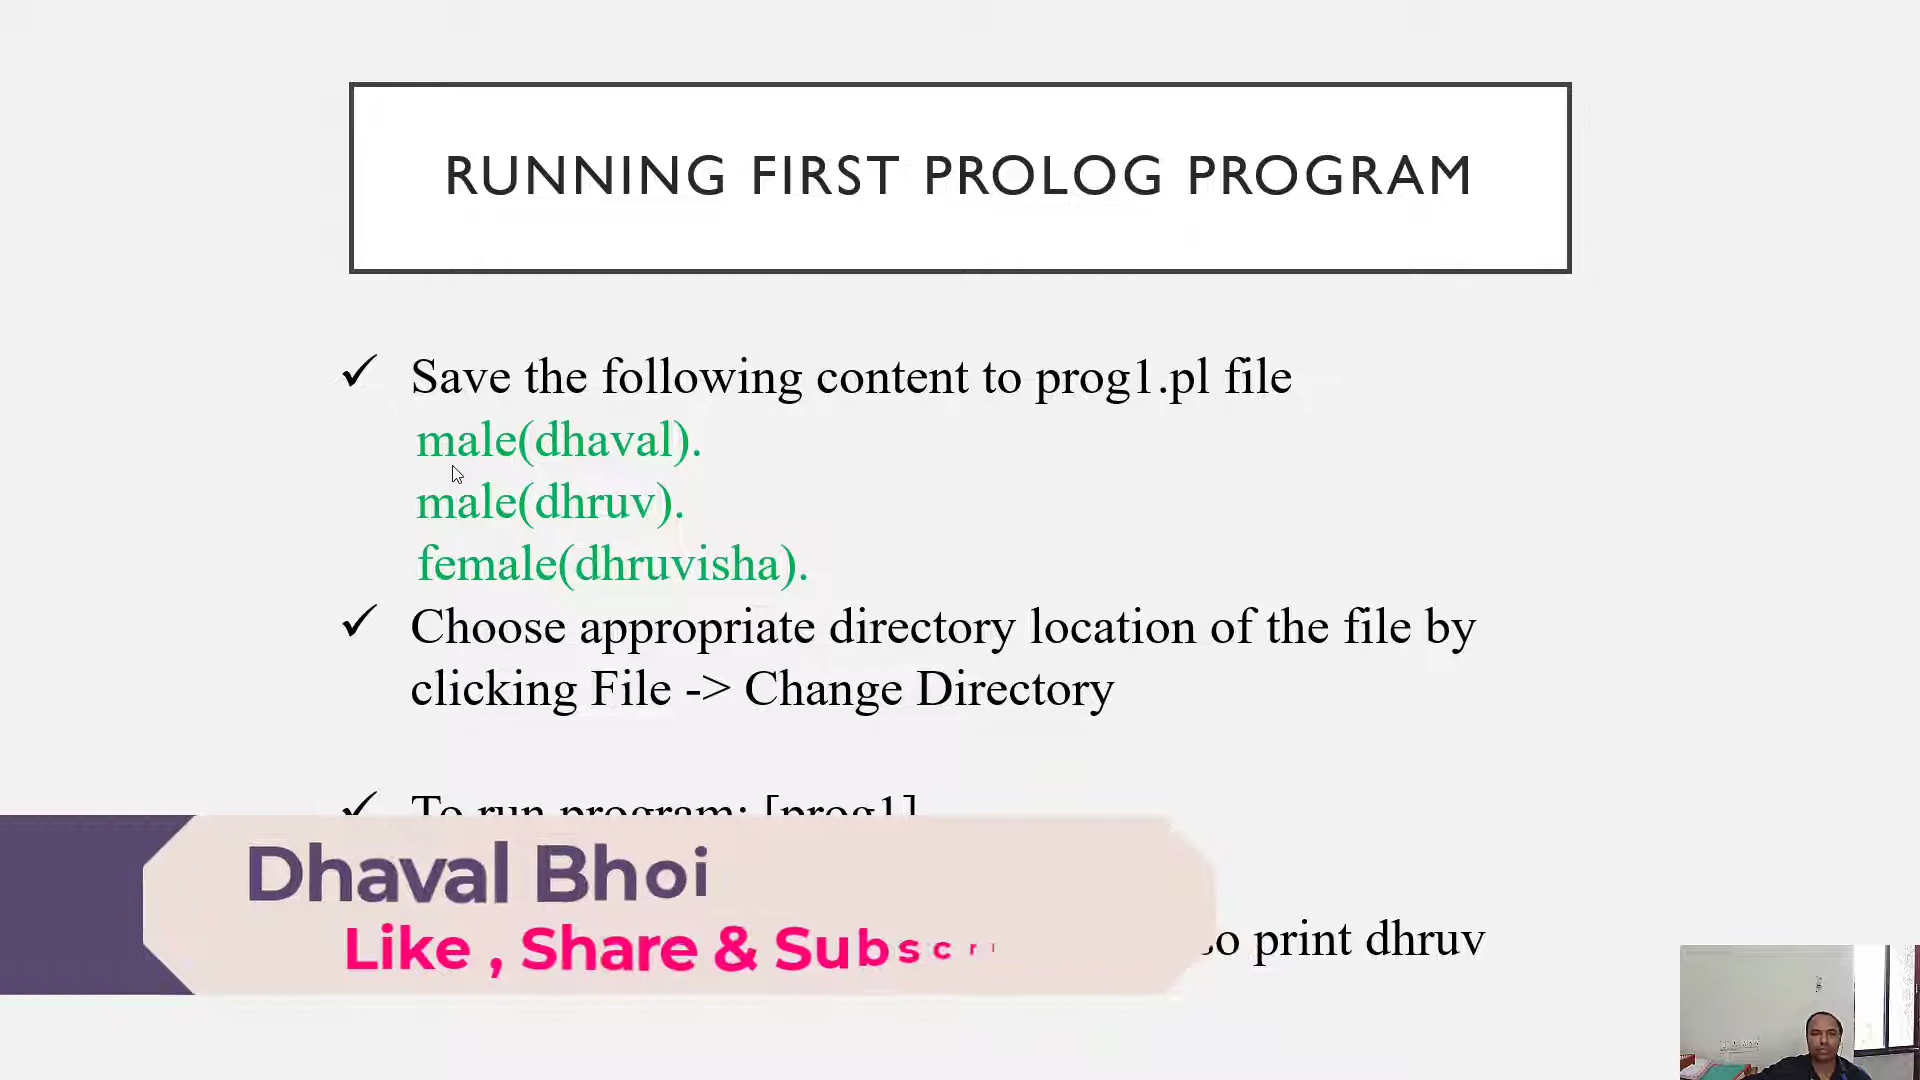 RUNNING FIRST PROLOG PROGRAM
✓ Save the following content to prog1.pl file
male(dhaval).
male(dhruv).
female(dhruvisha).
✓ Choose appropriate directory location of the file by
clicking File -> Change Directory
✓ To run program: [prog1]
Dhaval Bhoi
Like , Share & Subscr
so print dhruv